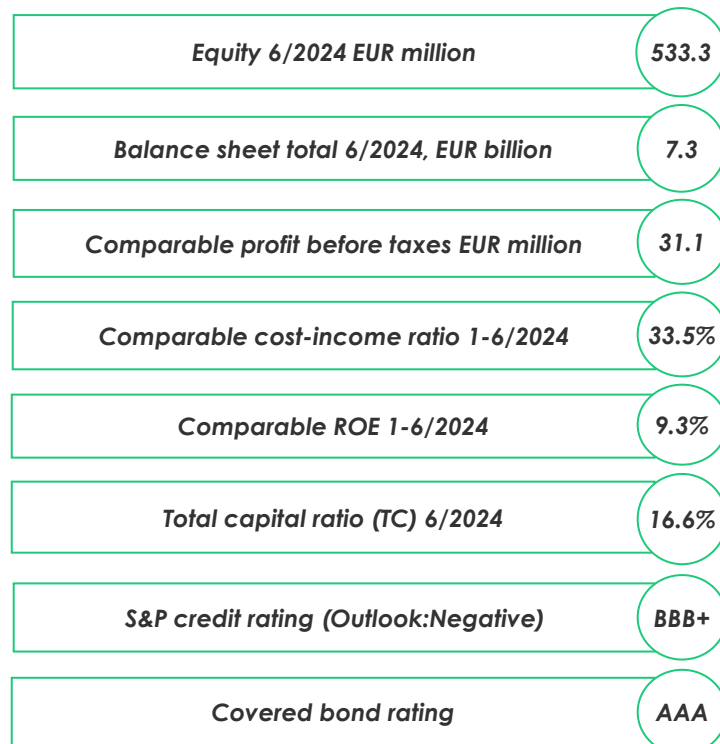 Equity 6/2024 EUR million 533.3
Balance sheet total 6/2024, EUR billion 7.3
Comparable profit before taxes EUR million 31.1
Comparable cost-income ratio 1-6/2024 33.5%
Comparable ROE 1-6/2024 9.3%
Total capital ratio (TC) 6/2024 16.6%
S&P credit rating (Outlook:Negative) BBB+
Covered bond rating AAA